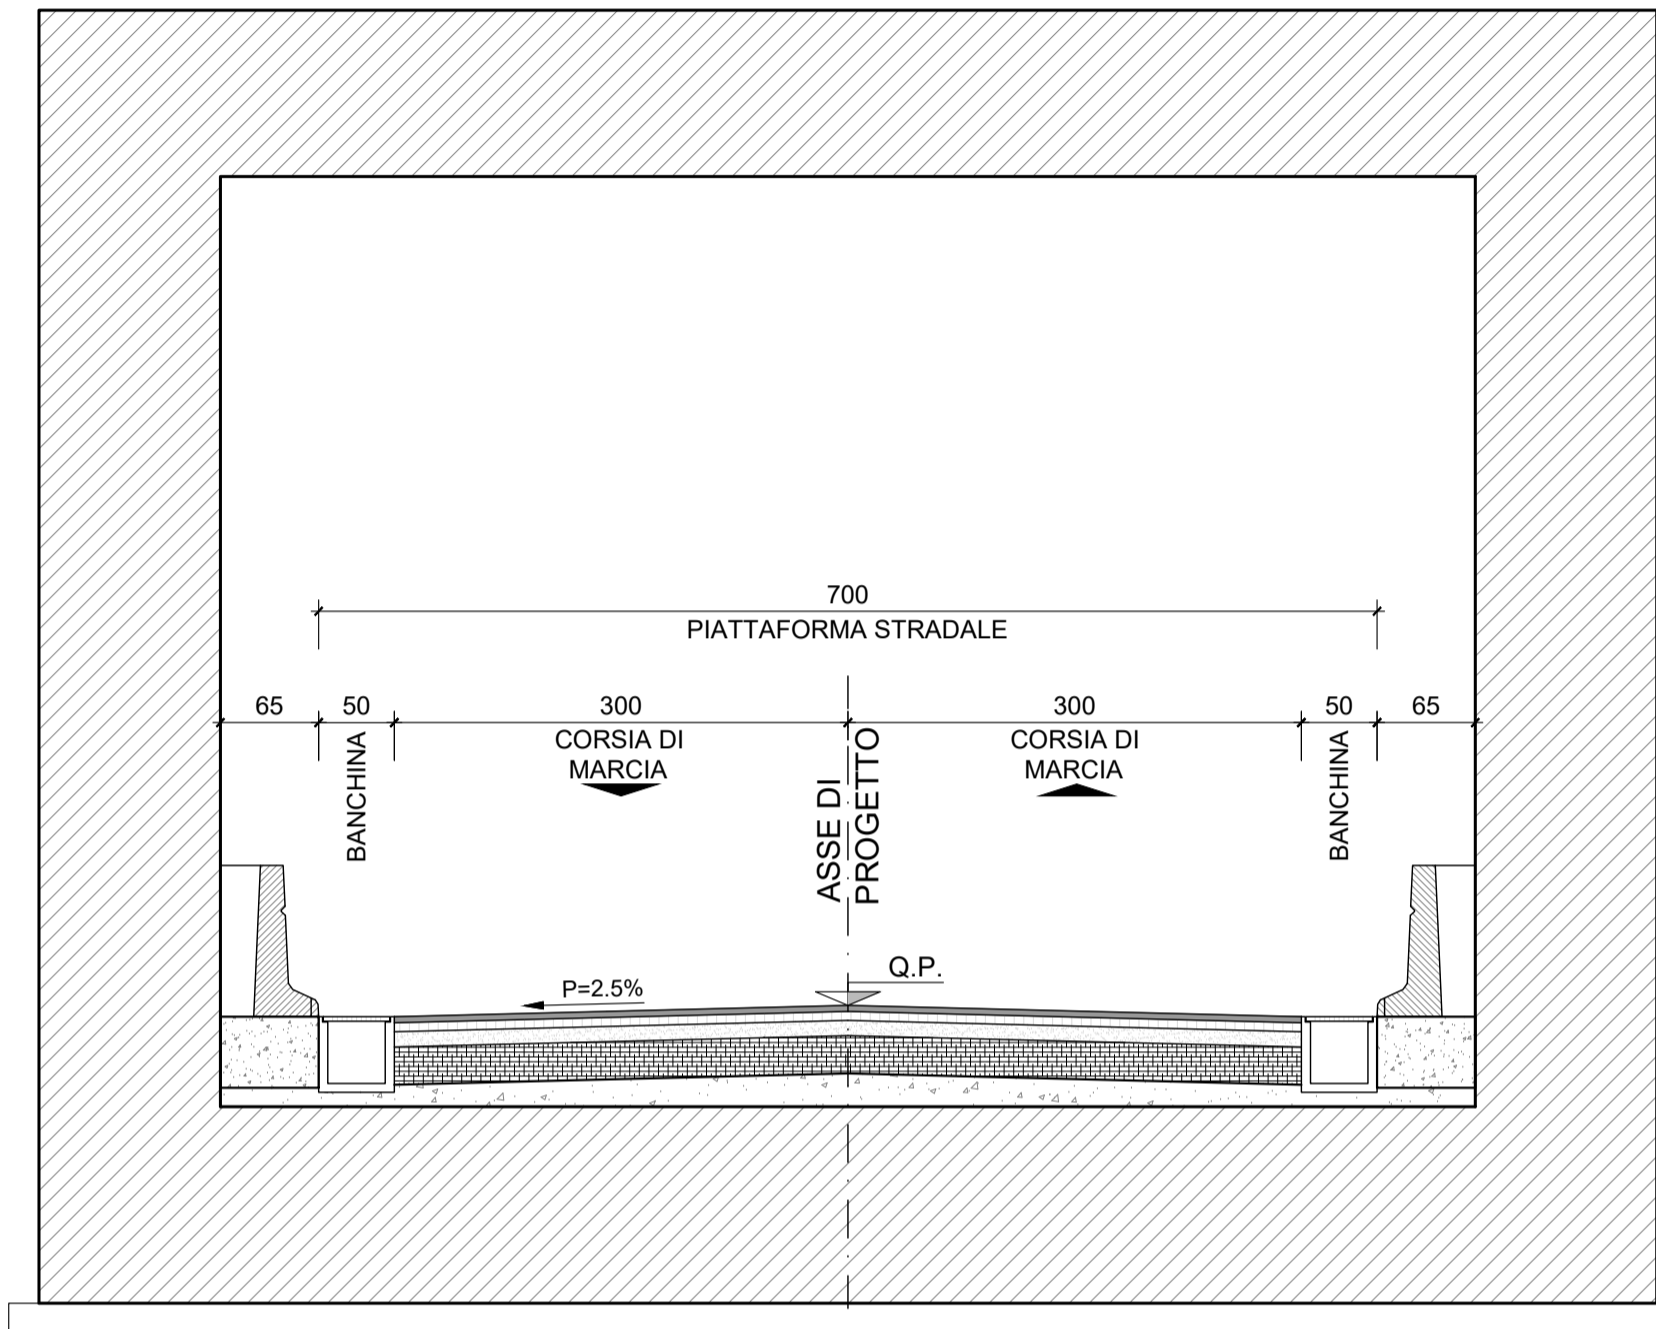 700
PIATTAFORMA STRADALE
65 50 300 300 50 65
BANCHINA
CORSIA DI
MARCIA
ASSE DI
PROGETTO
CORSIA DI
MARCIA
BANCHINA
P=2.5%
Q.P.